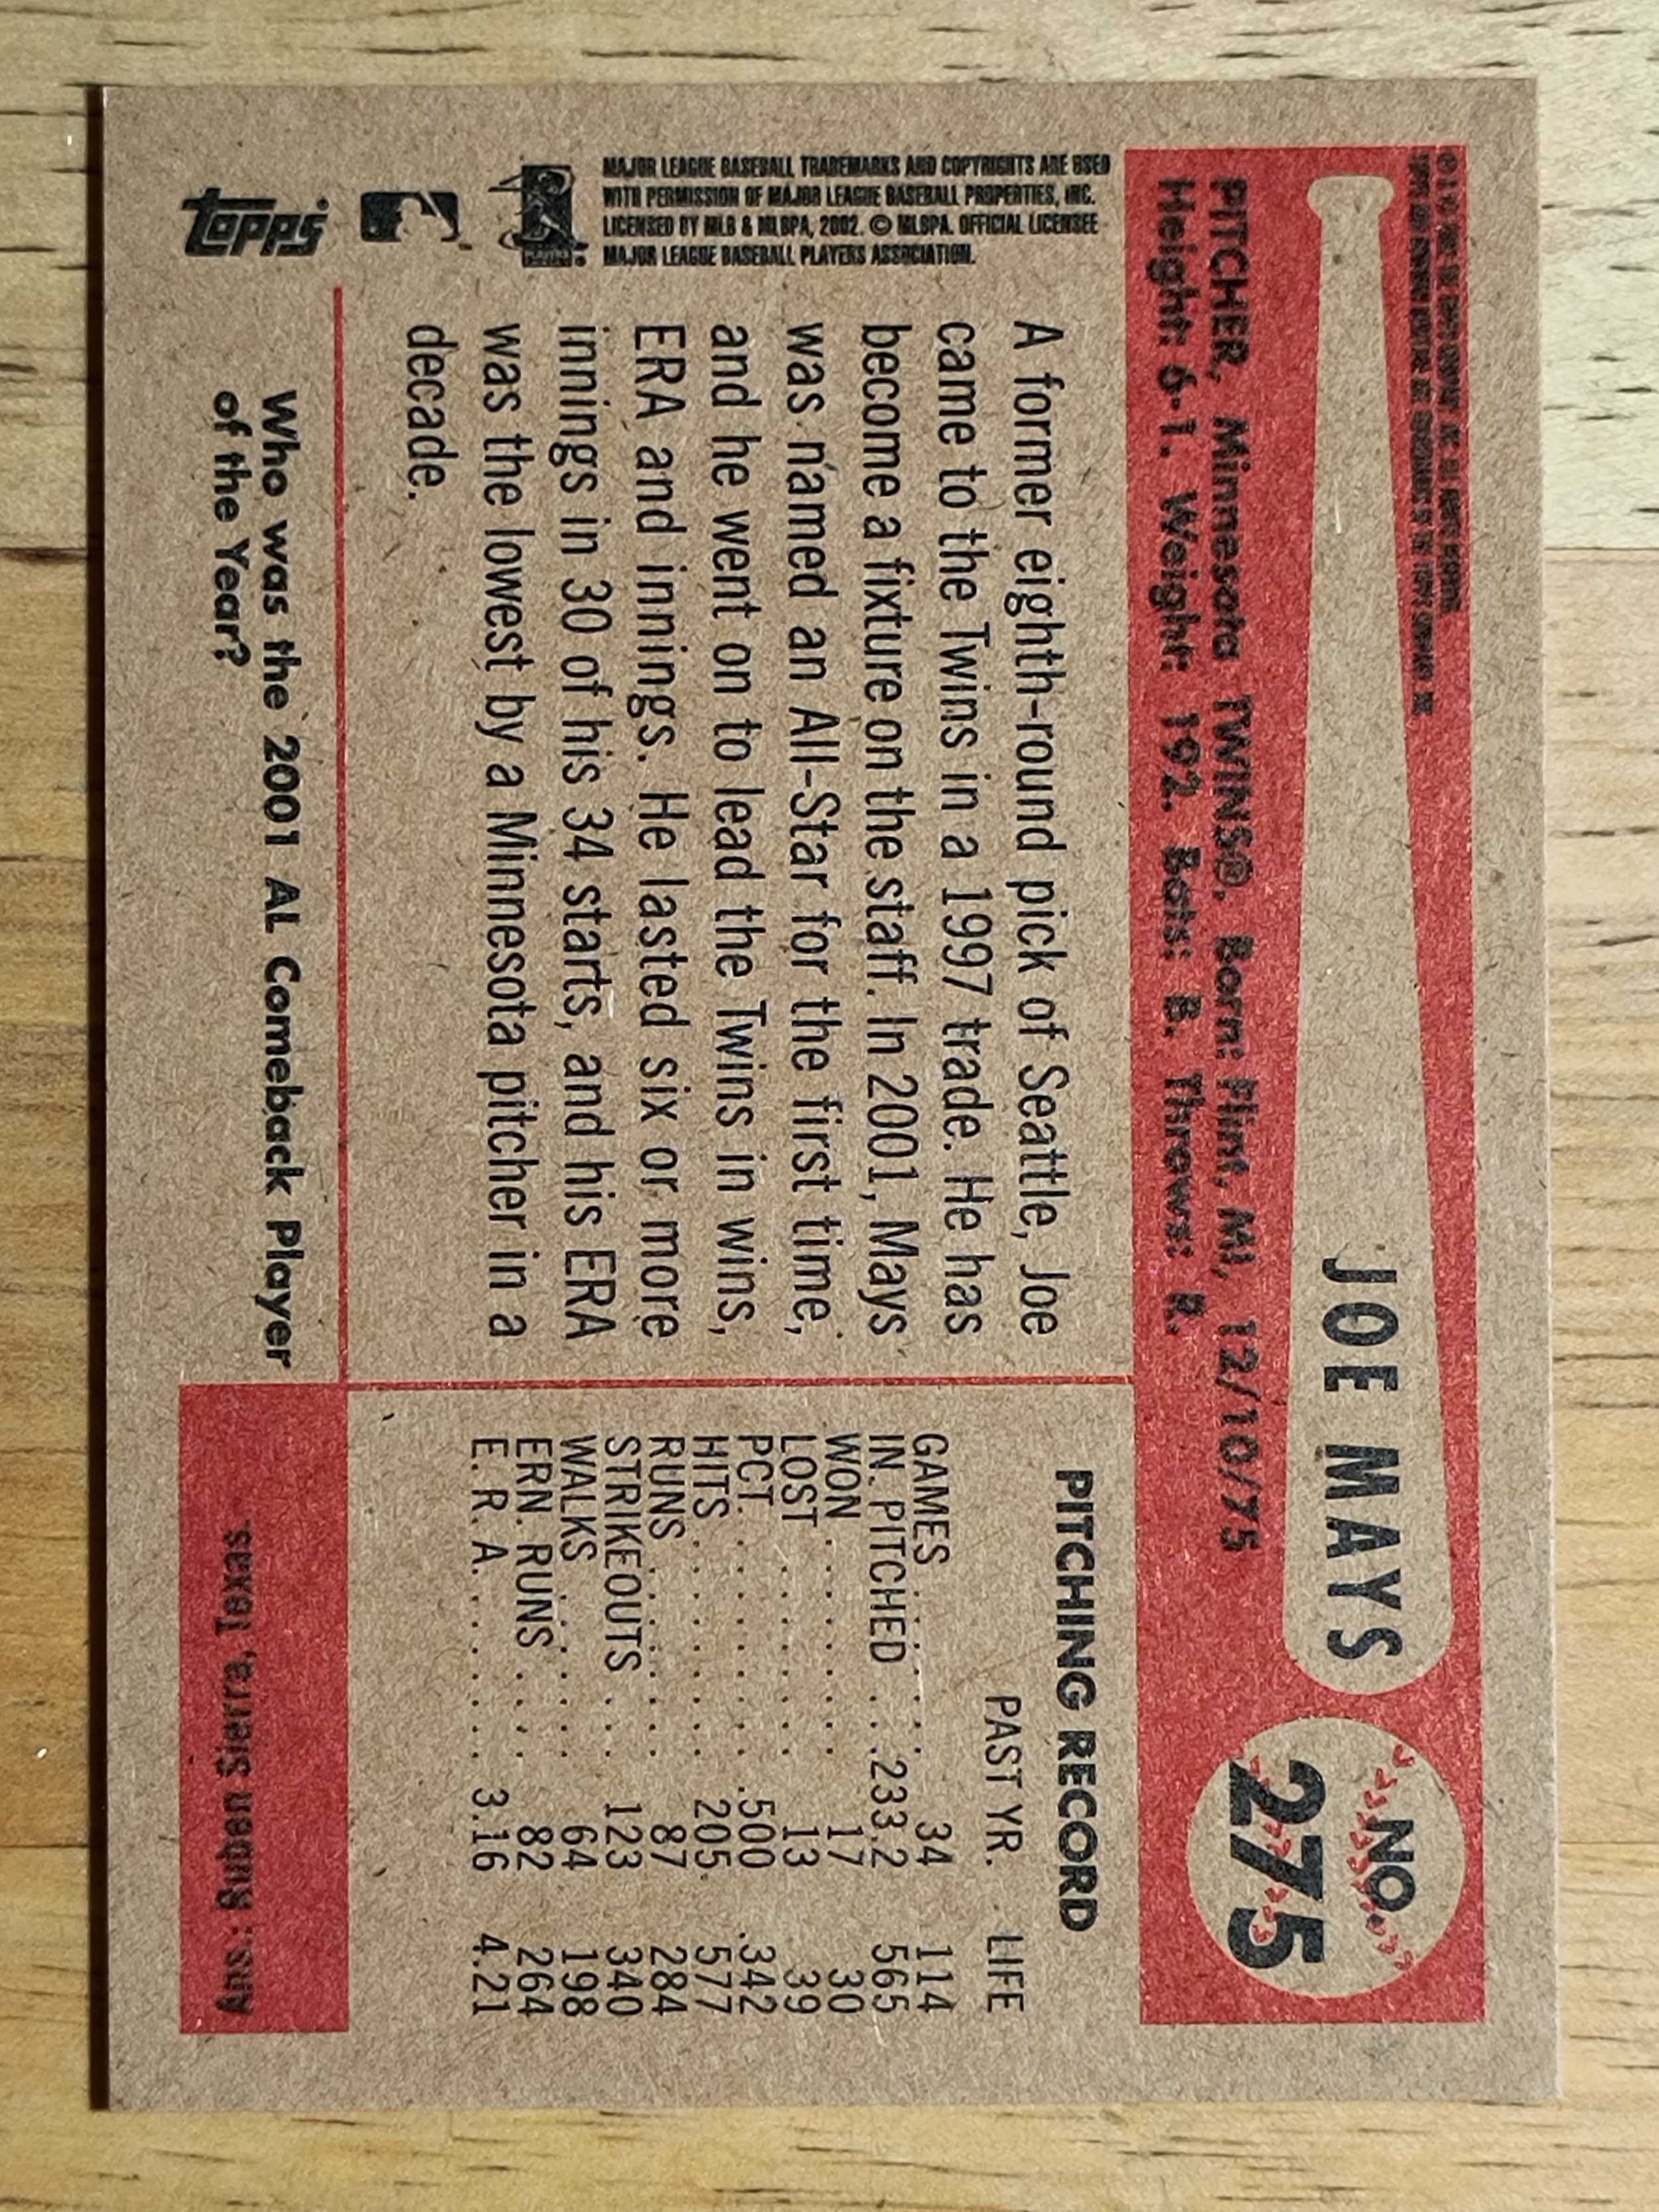 JOE MAYS
NO.
275
PITCHER, Minnesota TWINS®. Born: Flint, MI, 12/10/75
Height: 6-1. Weight: 192. Bats: B. Throws: R.
MAJOR LEAGUE BASEBALL TRADEMARKS AND COPYRIGHTS ARE USED
WITH PERMISSION OF MAJOR LEAGUE BASEBALL PROPERTIES, INC.
LICENSED BY MLB & MLBPA, 2002. © MLBPA. OFFICIAL LICENSEE -
MAJOR LEAGUE BASEBALL PLAYERS ASSOCIATION.
topps
A former eighth-round pick of Seattle, Joe
came to the Twins in a 1997 trade. He has
become a fixture on the staff. In 2001, Mays
was named an All-Star for the first time,
and he went on to lead the Twins in wins,
ERA and innings. He lasted six or more
innings in 30 of his 34 starts, and his ERA
was the lowest by a Minnesota pitcher in a
decade.
PITCHING RECORD
PAST YR. LIFE
GAMES . . . . . . . 34 114
IN. PITCHED . . .233.2 565
WON . . . . . . . . 17 30
LOST . . . . . . . . 13 39
PCT. . . . . . . . . .500 .342
HITS . . . . . . . . 205 577
RUNS . . . . . . . . 87 284
STRIKEOUTS . . . 123 340
WALKS . . . . . . . 64 198
ERN. RUNS . . . . 82 264
E. R. A. . . . . . . . 3.16 4.21
Who was the 2001 AL Comeback Player
of the Year?
Ans.: Ruben Sierra, Texas.